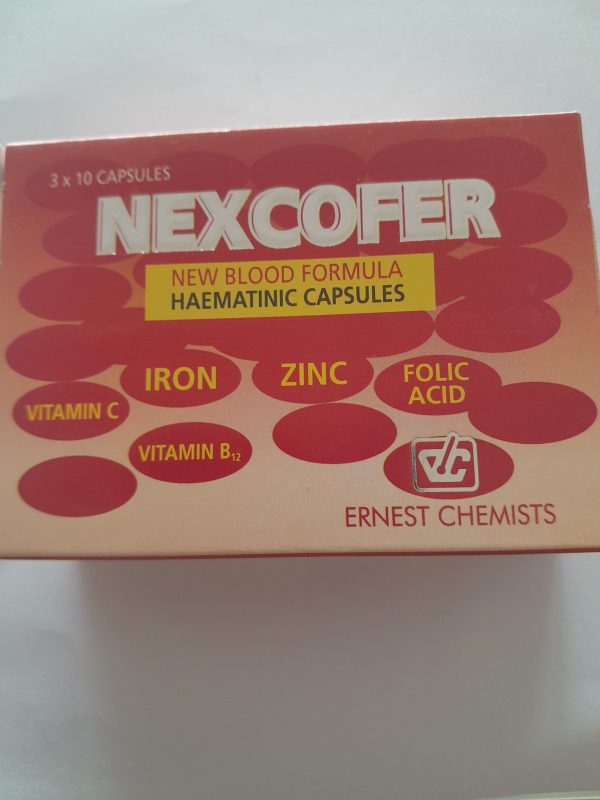 3 x 10 CAPSULES
NEXCOFER
NEW BLOOD FORMULA
HAEMATINIC CAPSULES
IRON
ZINC
FOLIC
ACID
VITAMIN C
VITAMIN B12
ERNEST CHEMISTS